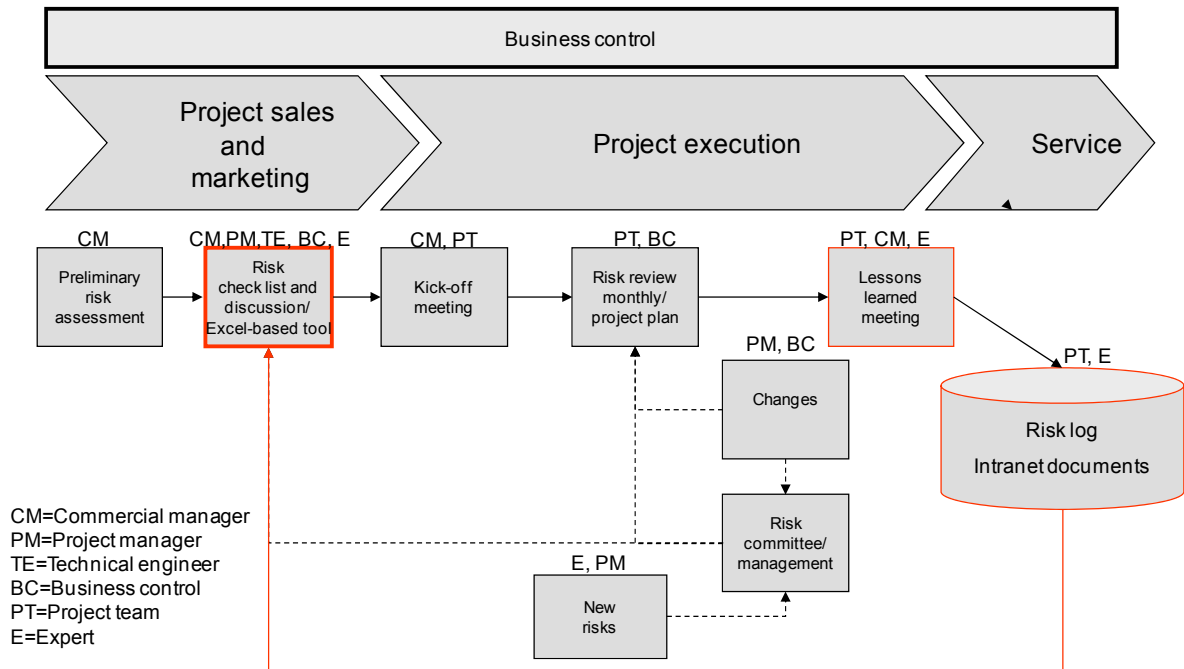 Business control
Project sales
and
marketing
Project execution
Service
CM
CM,PM,TE, BC, E
CM, PT
PT, BC
PT, CM, E
Preliminary
risk
assessment
Risk
check list and
discussion/
Excel-based tool
Kick-off
meeting
Risk review
monthly/
project plan
Lessons
learned
meeting
PM, BC
Changes
PT, E
Risk log
Intranet documents
Risk
committee/
management
E, PM
New
risks
CM=Commercial manager
PM=Project manager
TE=Technical engineer
BC=Business control
PT=Project team
E=Expert